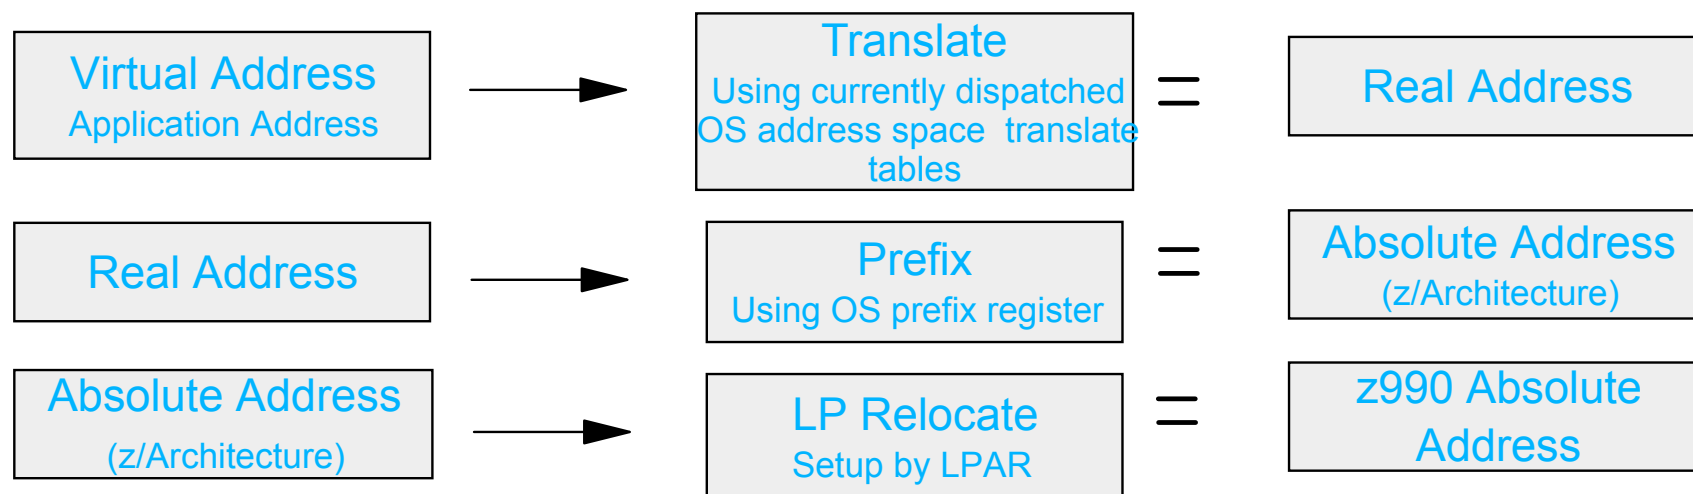 Virtual Address
Application Address
Translate
Using currently dispatched
OS address space translate
tables
=
Real Address
Real Address
Prefix
Using OS prefix register
=
Absolute Address
(z/Architecture)
Absolute Address
(z/Architecture)
LP Relocate
Setup by LPAR
=
z990 Absolute
Address